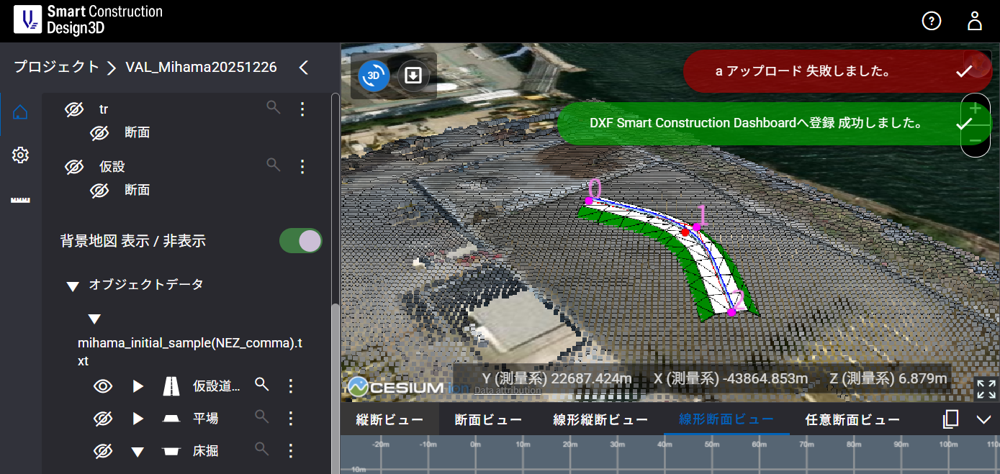 Smart Construction
Design3D
?
プロジェクト > VAL_Mihama20251226
tr
断面
仮設
断面
背景地図 表示 / 非表示
オブジェクトデータ
mihama_initial_sample(NEZ_comma).t
xt
仮設道...
平場
床掘
3D
a アップロード 失敗しました。
DXF Smart Construction Dashboardへ登録 成功しました。
0
1
2
Y (測量系) 22687.424m X (測量系) -43864.853m Z (測量系) 6.879m
CESIUM ion
Data attribution
縦断ビュー 断面ビュー 線形縦断ビュー 線形断面ビュー 任意断面ビュー
-20m -10m 0m 10m 20m 30m 40m 50m 60m 70m 80m 90m 100m 110
10m